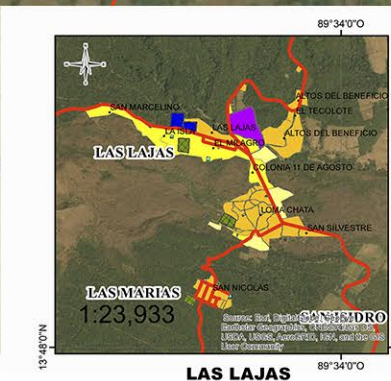 89°34'0"O
ALTOS DEL BENEFICIO
SAN MARCELINO
EL TECOLOTE
LA ISLA
LAS LAJAS
ALTOS DEL BENEFICIO
EL MILAGRO
LAS LAJAS
COLONIA 11 DE AGOSTO
LOMA CHATA
SAN SILVESTRE
SAN NICOLAS
LAS MARIAS
1:23,933
SAN ISIDRO
Source: Esri,
Earthstar Geographics,
USDA, USGS, AeroGRID, IGN, and the GIS
User Community
13°48'0"N
89°34'0"O
LAS LAJAS